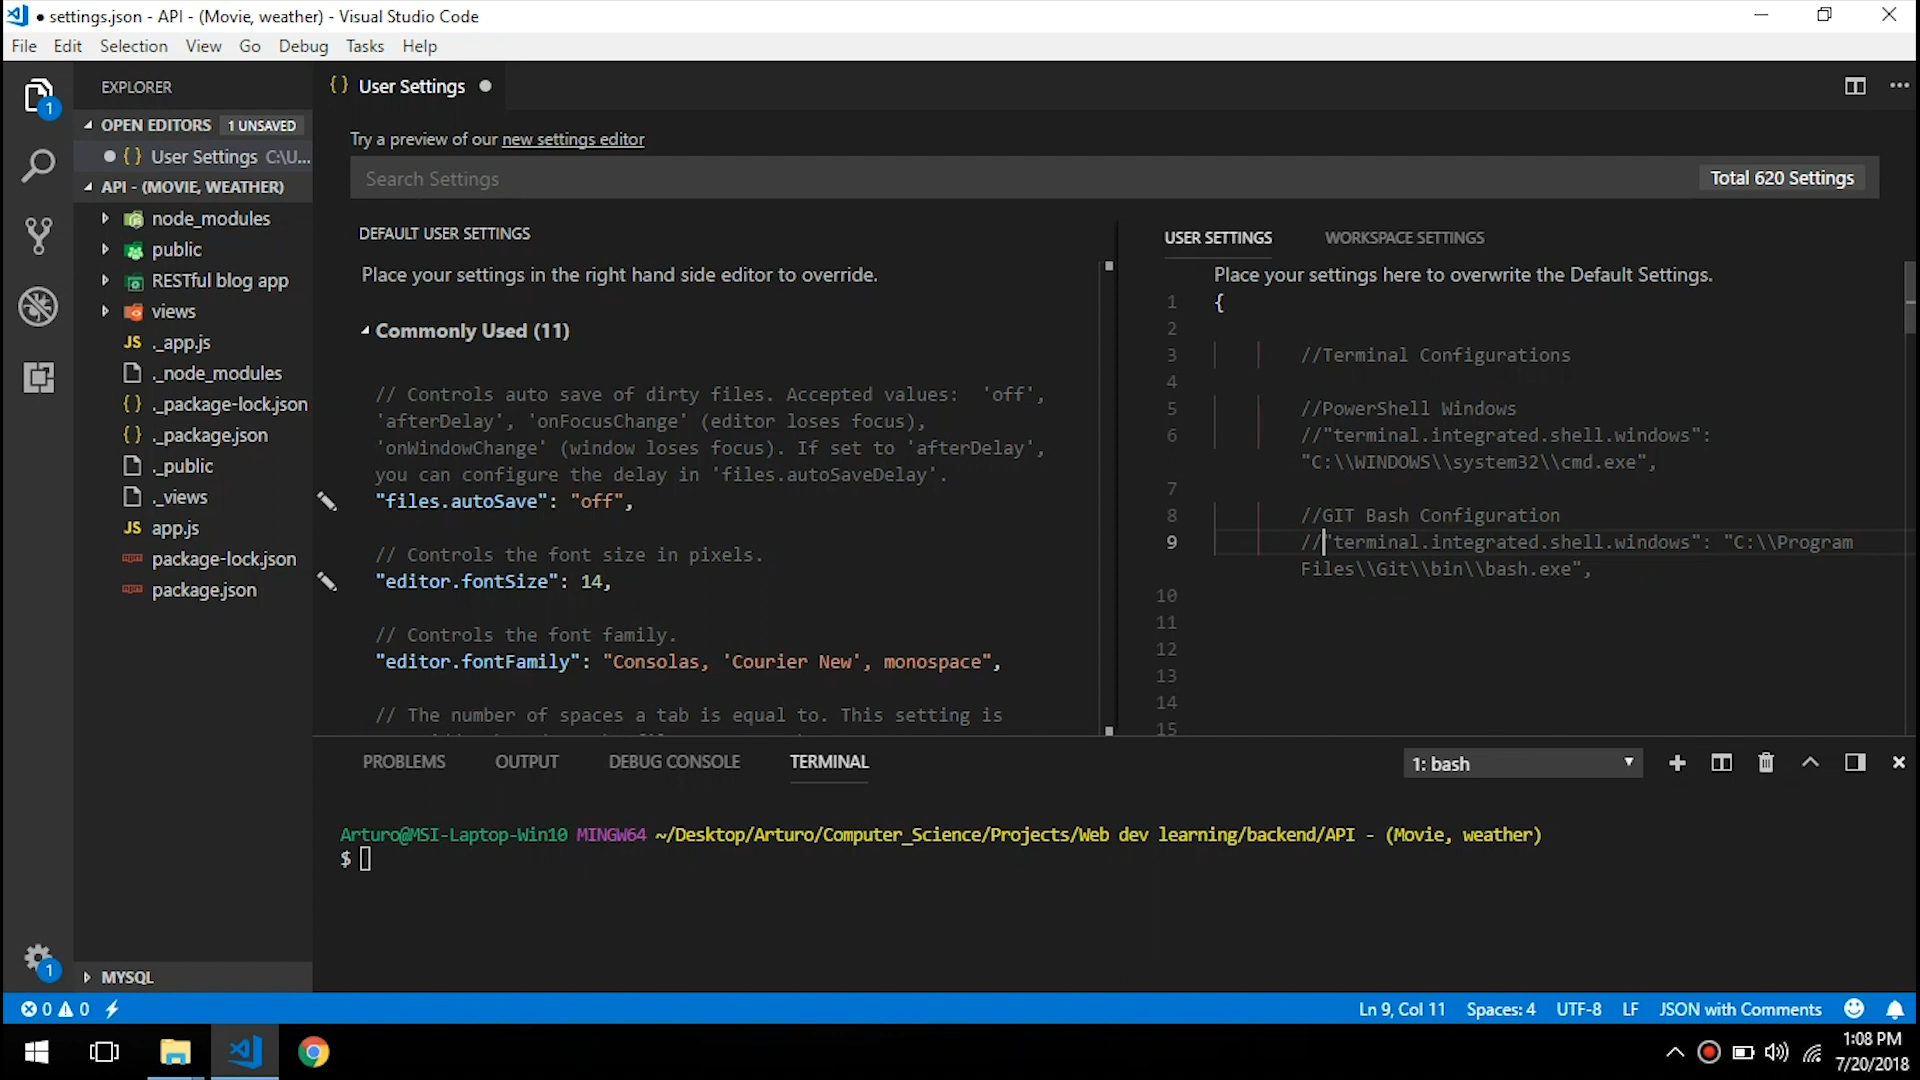 ● settings.json - API - (Movie, weather) - Visual Studio Code
File Edit Selection View Go Debug Tasks Help
1
EXPLORER
OPEN EDITORS 1 UNSAVED
{ } User Settings C:\U...
API - (MOVIE, WEATHER)
node_modules
public
RESTful blog app
views
JS ._app.js
._node_modules
{ } ._package-lock.json
{ } ._package.json
._public
._views
JS app.js
package-lock.json
package.json
MYSQL
1
{ } User Settings ●
Try a preview of our new settings editor
Search Settings
Total 620 Settings
DEFAULT USER SETTINGS
Place your settings in the right hand side editor to override.
Commonly Used (11)
// Controls auto save of dirty files. Accepted values:  'off',
'afterDelay', 'onFocusChange' (editor loses focus),
'onWindowChange' (window loses focus). If set to 'afterDelay',
you can configure the delay in 'files.autoSaveDelay'.
"files.autoSave": "off",
// Controls the font size in pixels.
"editor.fontSize": 14,
// Controls the font family.
"editor.fontFamily": "Consolas, 'Courier New', monospace",
// The number of spaces a tab is equal to. This setting is
USER SETTINGS WORKSPACE SETTINGS
Place your settings here to overwrite the Default Settings.
1 {
2
3 //Terminal Configurations
4
5 //PowerShell Windows
6 //"terminal.integrated.shell.windows":
"C:\\WINDOWS\\system32\\cmd.exe",
7
8 //GIT Bash Configuration
9 //"terminal.integrated.shell.windows": "C:\\Program
Files\\Git\\bin\\bash.exe",
10
11
12
13
14
15
PROBLEMS OUTPUT DEBUG CONSOLE TERMINAL
1: bash
Arturo@MSI-Laptop-Win10 MINGW64 ~/Desktop/Arturo/Computer_Science/Projects/Web dev learning/backend/API - (Movie, weather)
$
0 0
Ln 9, Col 11 Spaces: 4 UTF-8 LF JSON with Comments
1:08 PM
7/20/2018